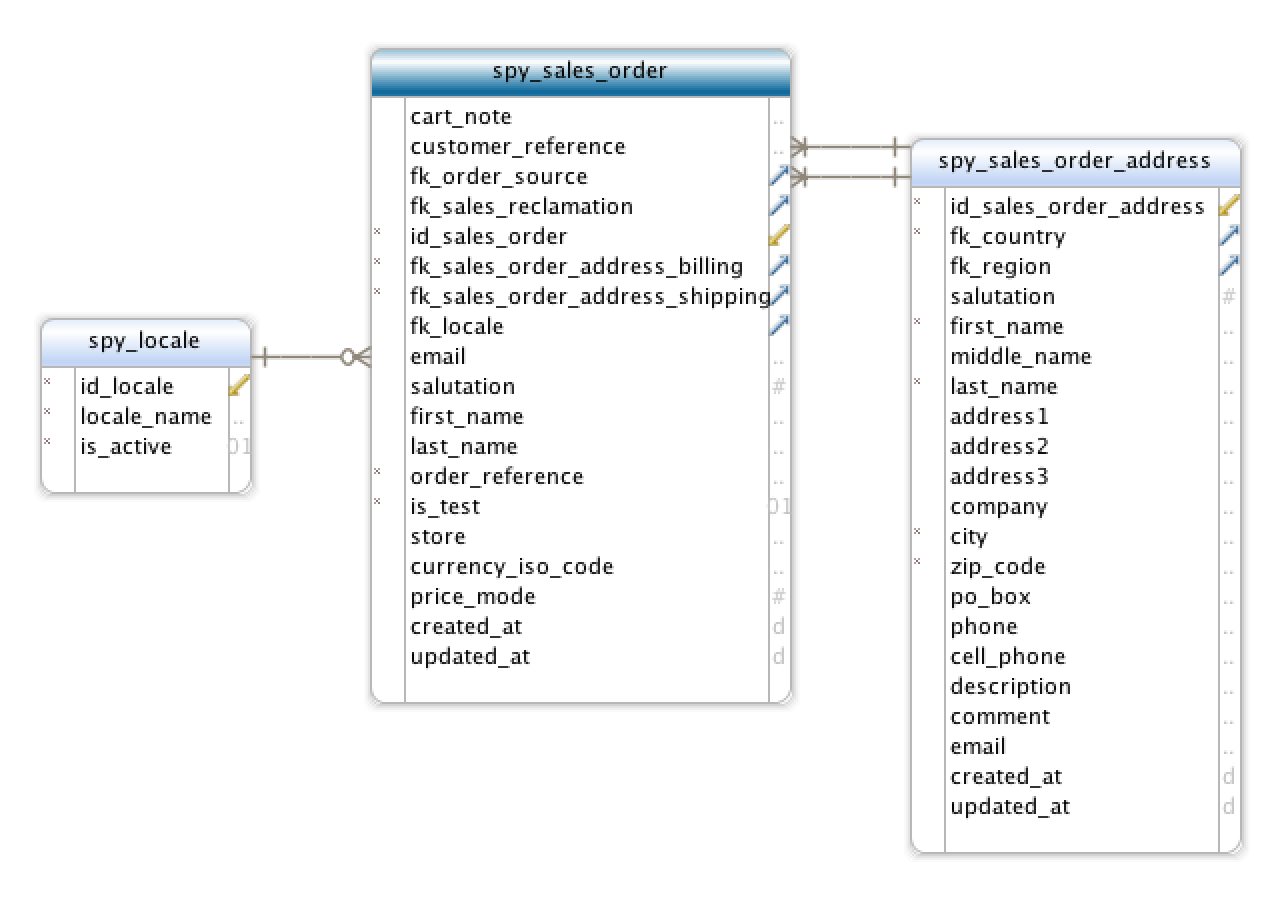 spy_sales_order
cart_note ..
customer_reference ..
fk_order_source
fk_sales_reclamation
* id_sales_order
* fk_sales_order_address_billing
* fk_sales_order_address_shipping
fk_locale
email ..
salutation #
first_name ..
last_name ..
* order_reference ..
* is_test 01
store ..
currency_iso_code ..
price_mode #
created_at d
updated_at d
spy_locale
* id_locale
* locale_name ..
* is_active 01
spy_sales_order_address
* id_sales_order_address
* fk_country
fk_region
salutation #
* first_name ..
middle_name ..
* last_name ..
address1 ..
address2 ..
address3 ..
company ..
* city ..
* zip_code ..
po_box ..
phone ..
cell_phone ..
description ..
comment ..
email ..
created_at d
updated_at d